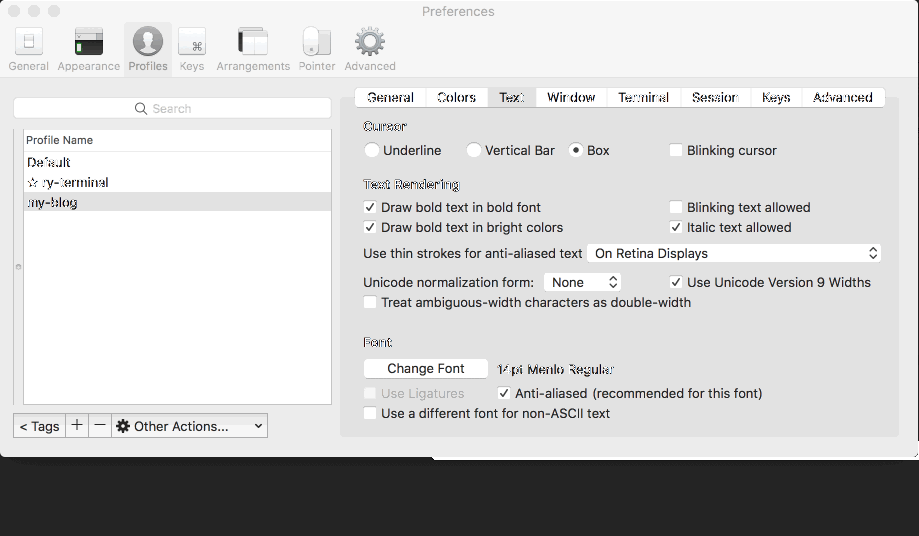 Preferences
General Appearance Profiles Keys Arrangements Pointer Advanced
Search
Profile Name
Default
☆ ry-terminal
my-blog
< Tags + − Other Actions...
General Colors Text Window Terminal Session Keys Advanced
Cursor
Underline Vertical Bar Box Blinking cursor
Text Rendering
Draw bold text in bold font Blinking text allowed
Draw bold text in bright colors Italic text allowed
Use thin strokes for anti-aliased text On Retina Displays
Unicode normalization form: None Use Unicode Version 9 Widths
Treat ambiguous-width characters as double-width
Font
Change Font 14pt Menlo Regular
Use Ligatures Anti-aliased (recommended for this font)
Use a different font for non-ASCII text